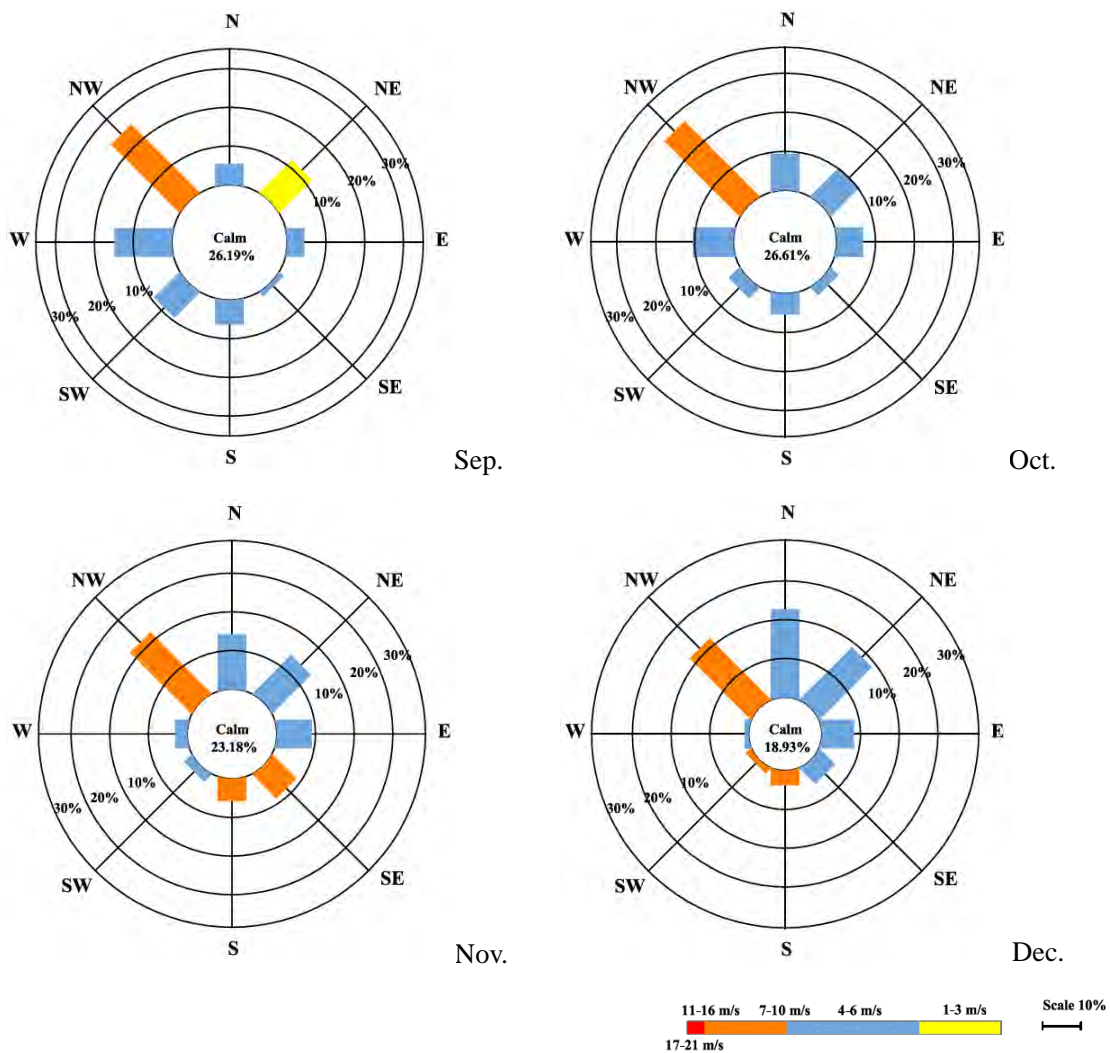 N
NW
NE
30%
20%
10%
W
Calm
26.19%
E
10%
20%
30%
SW
SE
S
Sep.
N
NW
NE
30%
20%
10%
W
Calm
26.61%
E
10%
20%
30%
SW
SE
S
Oct.
N
NW
NE
30%
20%
10%
W
Calm
23.18%
E
10%
20%
30%
SW
SE
S
Nov.
N
NW
NE
30%
20%
10%
W
Calm
18.93%
E
10%
20%
30%
SW
SE
S
Dec.
11-16 m/s 7-10 m/s 4-6 m/s 1-3 m/s Scale 10%
17-21 m/s